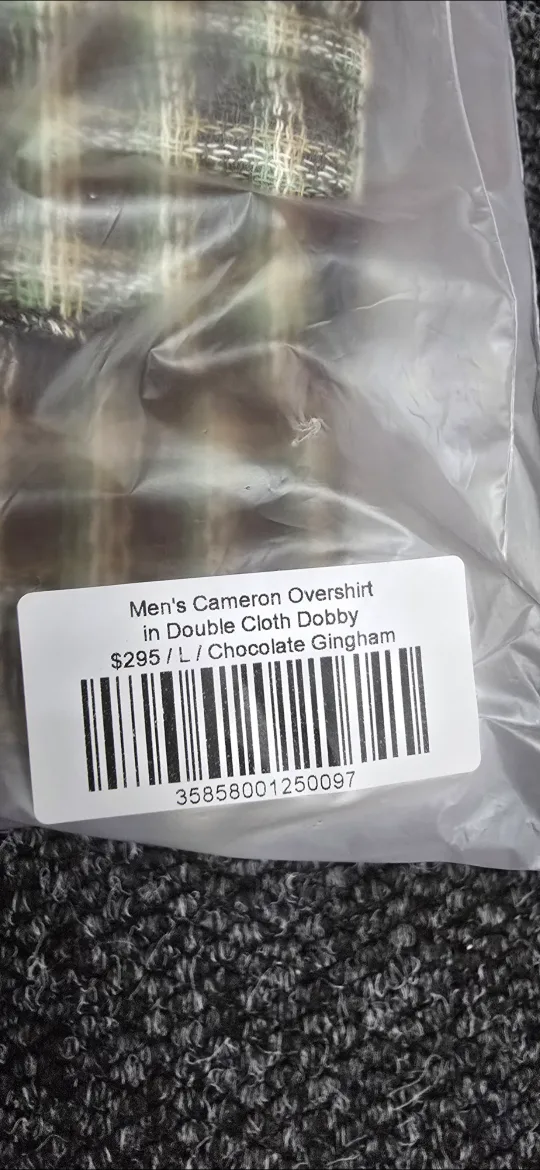 Men's Cameron Overshirt
in Double Cloth Dobby
$295 / L / Chocolate Gingham
35858001250097